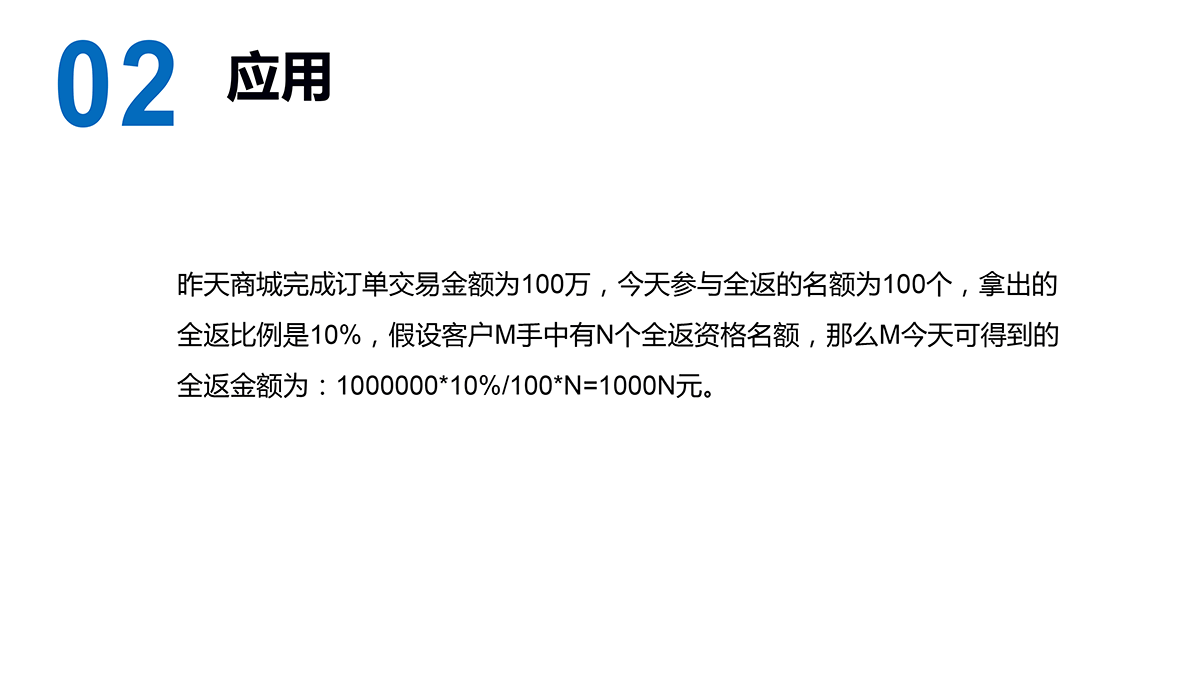 02 应用
昨天商城完成订单交易金额为100万，今天参与全返的名额为100个，拿出的
全返比例是10%，假设客户M手中有N个全返资格名额，那么M今天可得到的
全返金额为：1000000*10%/100*N=1000N元。